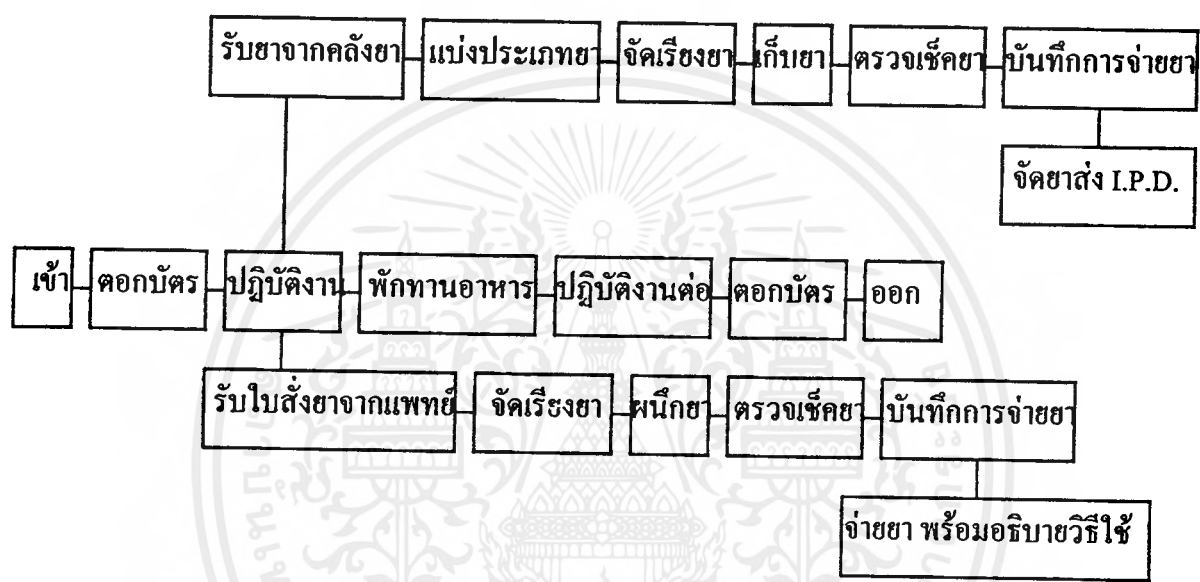 รับยาจากคลังยา แบ่งประเภทยา จัดเรียงยา เก็บยา ตรวจเช็คยา บันทึกการจ่ายยา
จัดยาส่ง I.P.D.
เข้า ตอกบัตร ปฏิบัติงาน พักทานอาหาร ปฏิบัติงานต่อ ตอกบัตร ออก
รับใบสั่งยาจากแพทย์ จัดเรียงยา ผนึกยา ตรวจเช็คยา บันทึกการจ่ายยา
จ่ายยา พร้อมอธิบายวิธีใช้